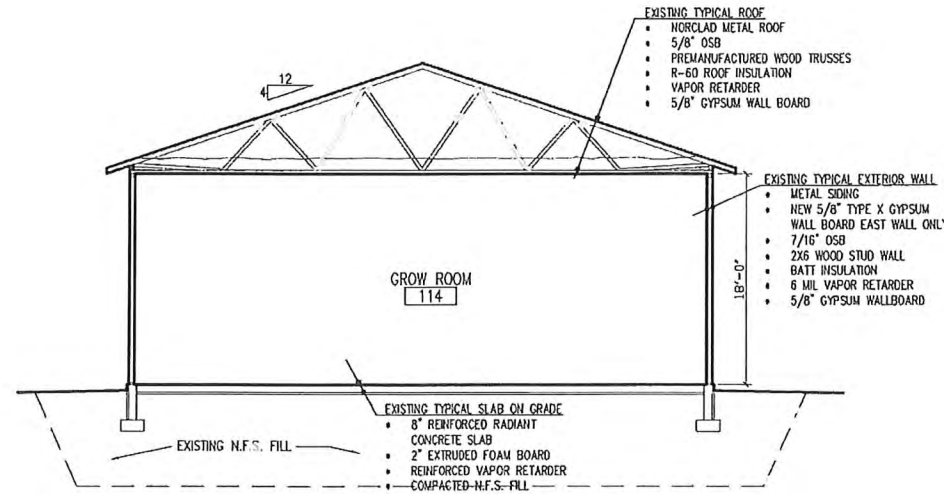 EXISTING TYPICAL ROOF
• NORCLAD METAL ROOF
• 5/8" OSB
• PREMANUFACTURED WOOD TRUSSES
• R-60 ROOF INSULATION
• VAPOR RETARDER
• 5/8" GYPSUM WALL BOARD
12
4
EXISTING TYPICAL EXTERIOR WALL
• METAL SIDING
• NEW 5/8" TYPE X GYPSUM
WALL BOARD EAST WALL ONLY
• 7/16" OSB
• 2X6 WOOD STUD WALL
• BATT INSULATION
• 6 MIL VAPOR RETARDER
• 5/8" GYPSUM WALLBOARD
18'-0"
GROW ROOM
114
EXISTING TYPICAL SLAB ON GRADE
• 8" REINFORCED RADIANT
CONCRETE SLAB
• 2" EXTRUDED FOAM BOARD
• REINFORCED VAPOR RETARDER
• COMPACTED N.F.S. FILL
EXISTING N.F.S. FILL